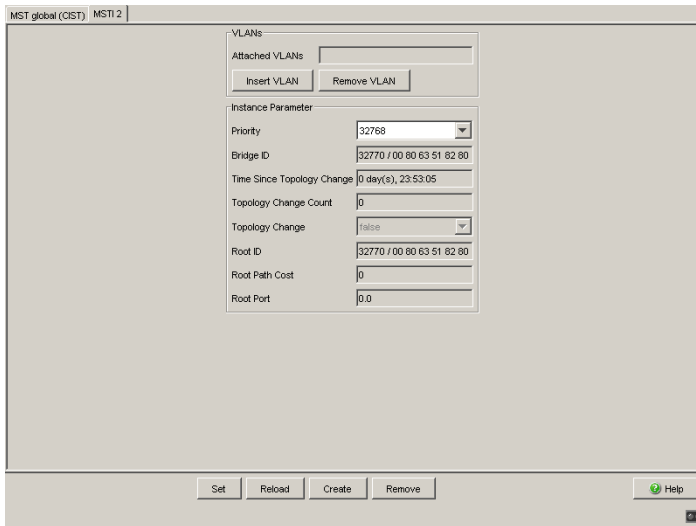 MST global (CIST) MSTI 2
VLANs
Attached VLANs
Insert VLAN Remove VLAN
Instance Parameter
Priority 32768
Bridge ID 32770 / 00 80 63 51 82 80
Time Since Topology Change 0 day(s), 23:53:05
Topology Change Count 0
Topology Change false
Root ID 32770 / 00 80 63 51 82 80
Root Path Cost 0
Root Port 0.0
Set Reload Create Remove Help